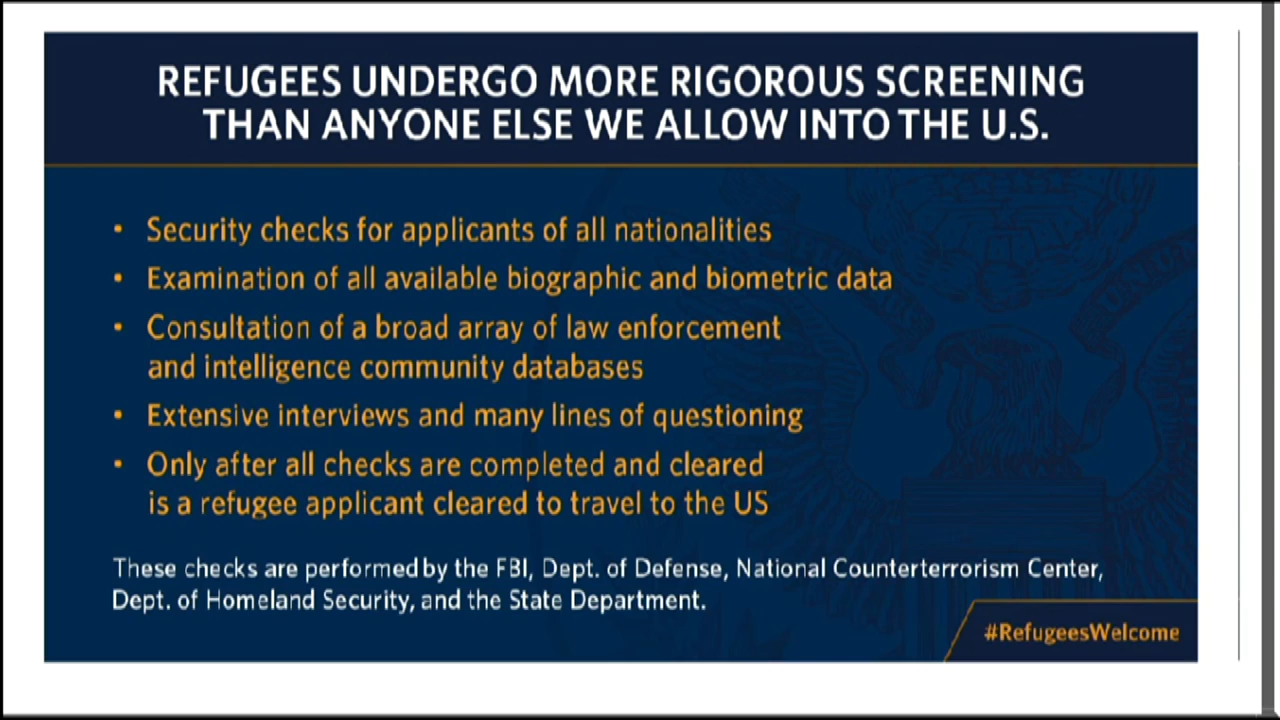 REFUGEES UNDERGO MORE RIGOROUS SCREENING
THAN ANYONE ELSE WE ALLOW INTO THE U.S.
• Security checks for applicants of all nationalities
• Examination of all available biographic and biometric data
• Consultation of a broad array of law enforcement
and intelligence community databases
• Extensive interviews and many lines of questioning
• Only after all checks are completed and cleared
is a refugee applicant cleared to travel to the US
These checks are performed by the FBI, Dept. of Defense, National Counterterrorism Center,
Dept. of Homeland Security, and the State Department.
#RefugeesWelcome